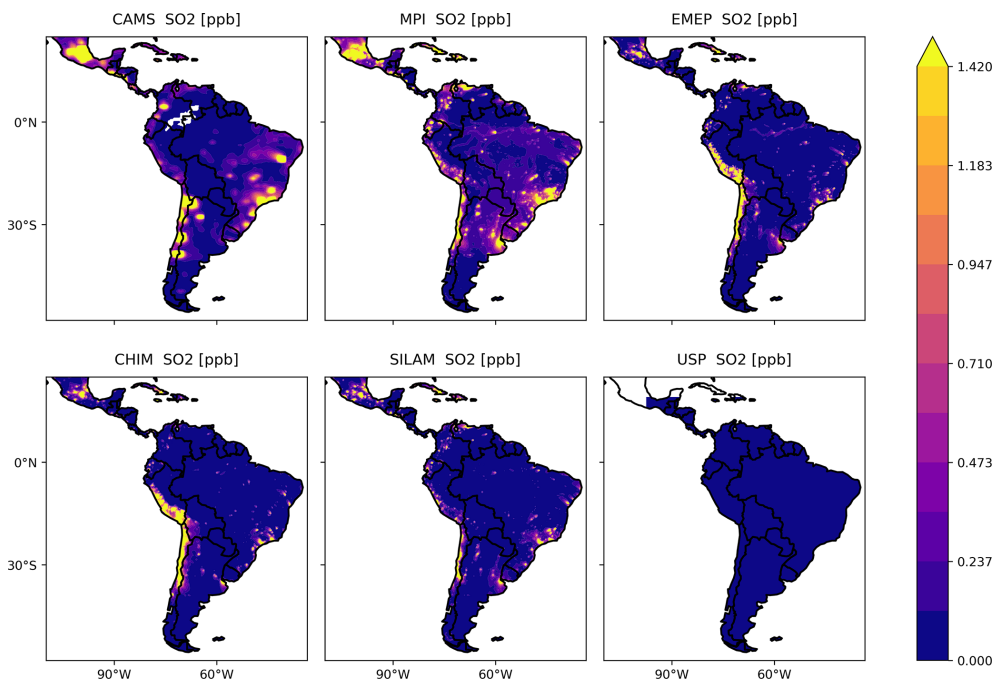 CAMS  SO2 [ppb]
MPI  SO2 [ppb]
EMEP  SO2 [ppb]
0°N
30°S
90°W
60°W
1.420
1.183
0.947
0.710
0.473
0.237
0.000
CHIM  SO2 [ppb]
SILAM  SO2 [ppb]
USP  SO2 [ppb]
0°N
30°S
90°W
60°W
90°W
60°W
90°W
60°W